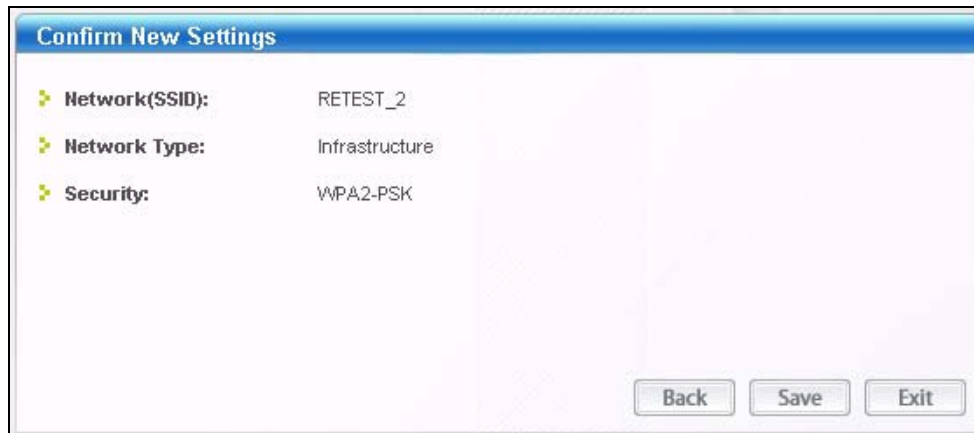 Confirm New Settings
Network(SSID): RETEST_2
Network Type: Infrastructure
Security: WPA2-PSK
Back Save Exit